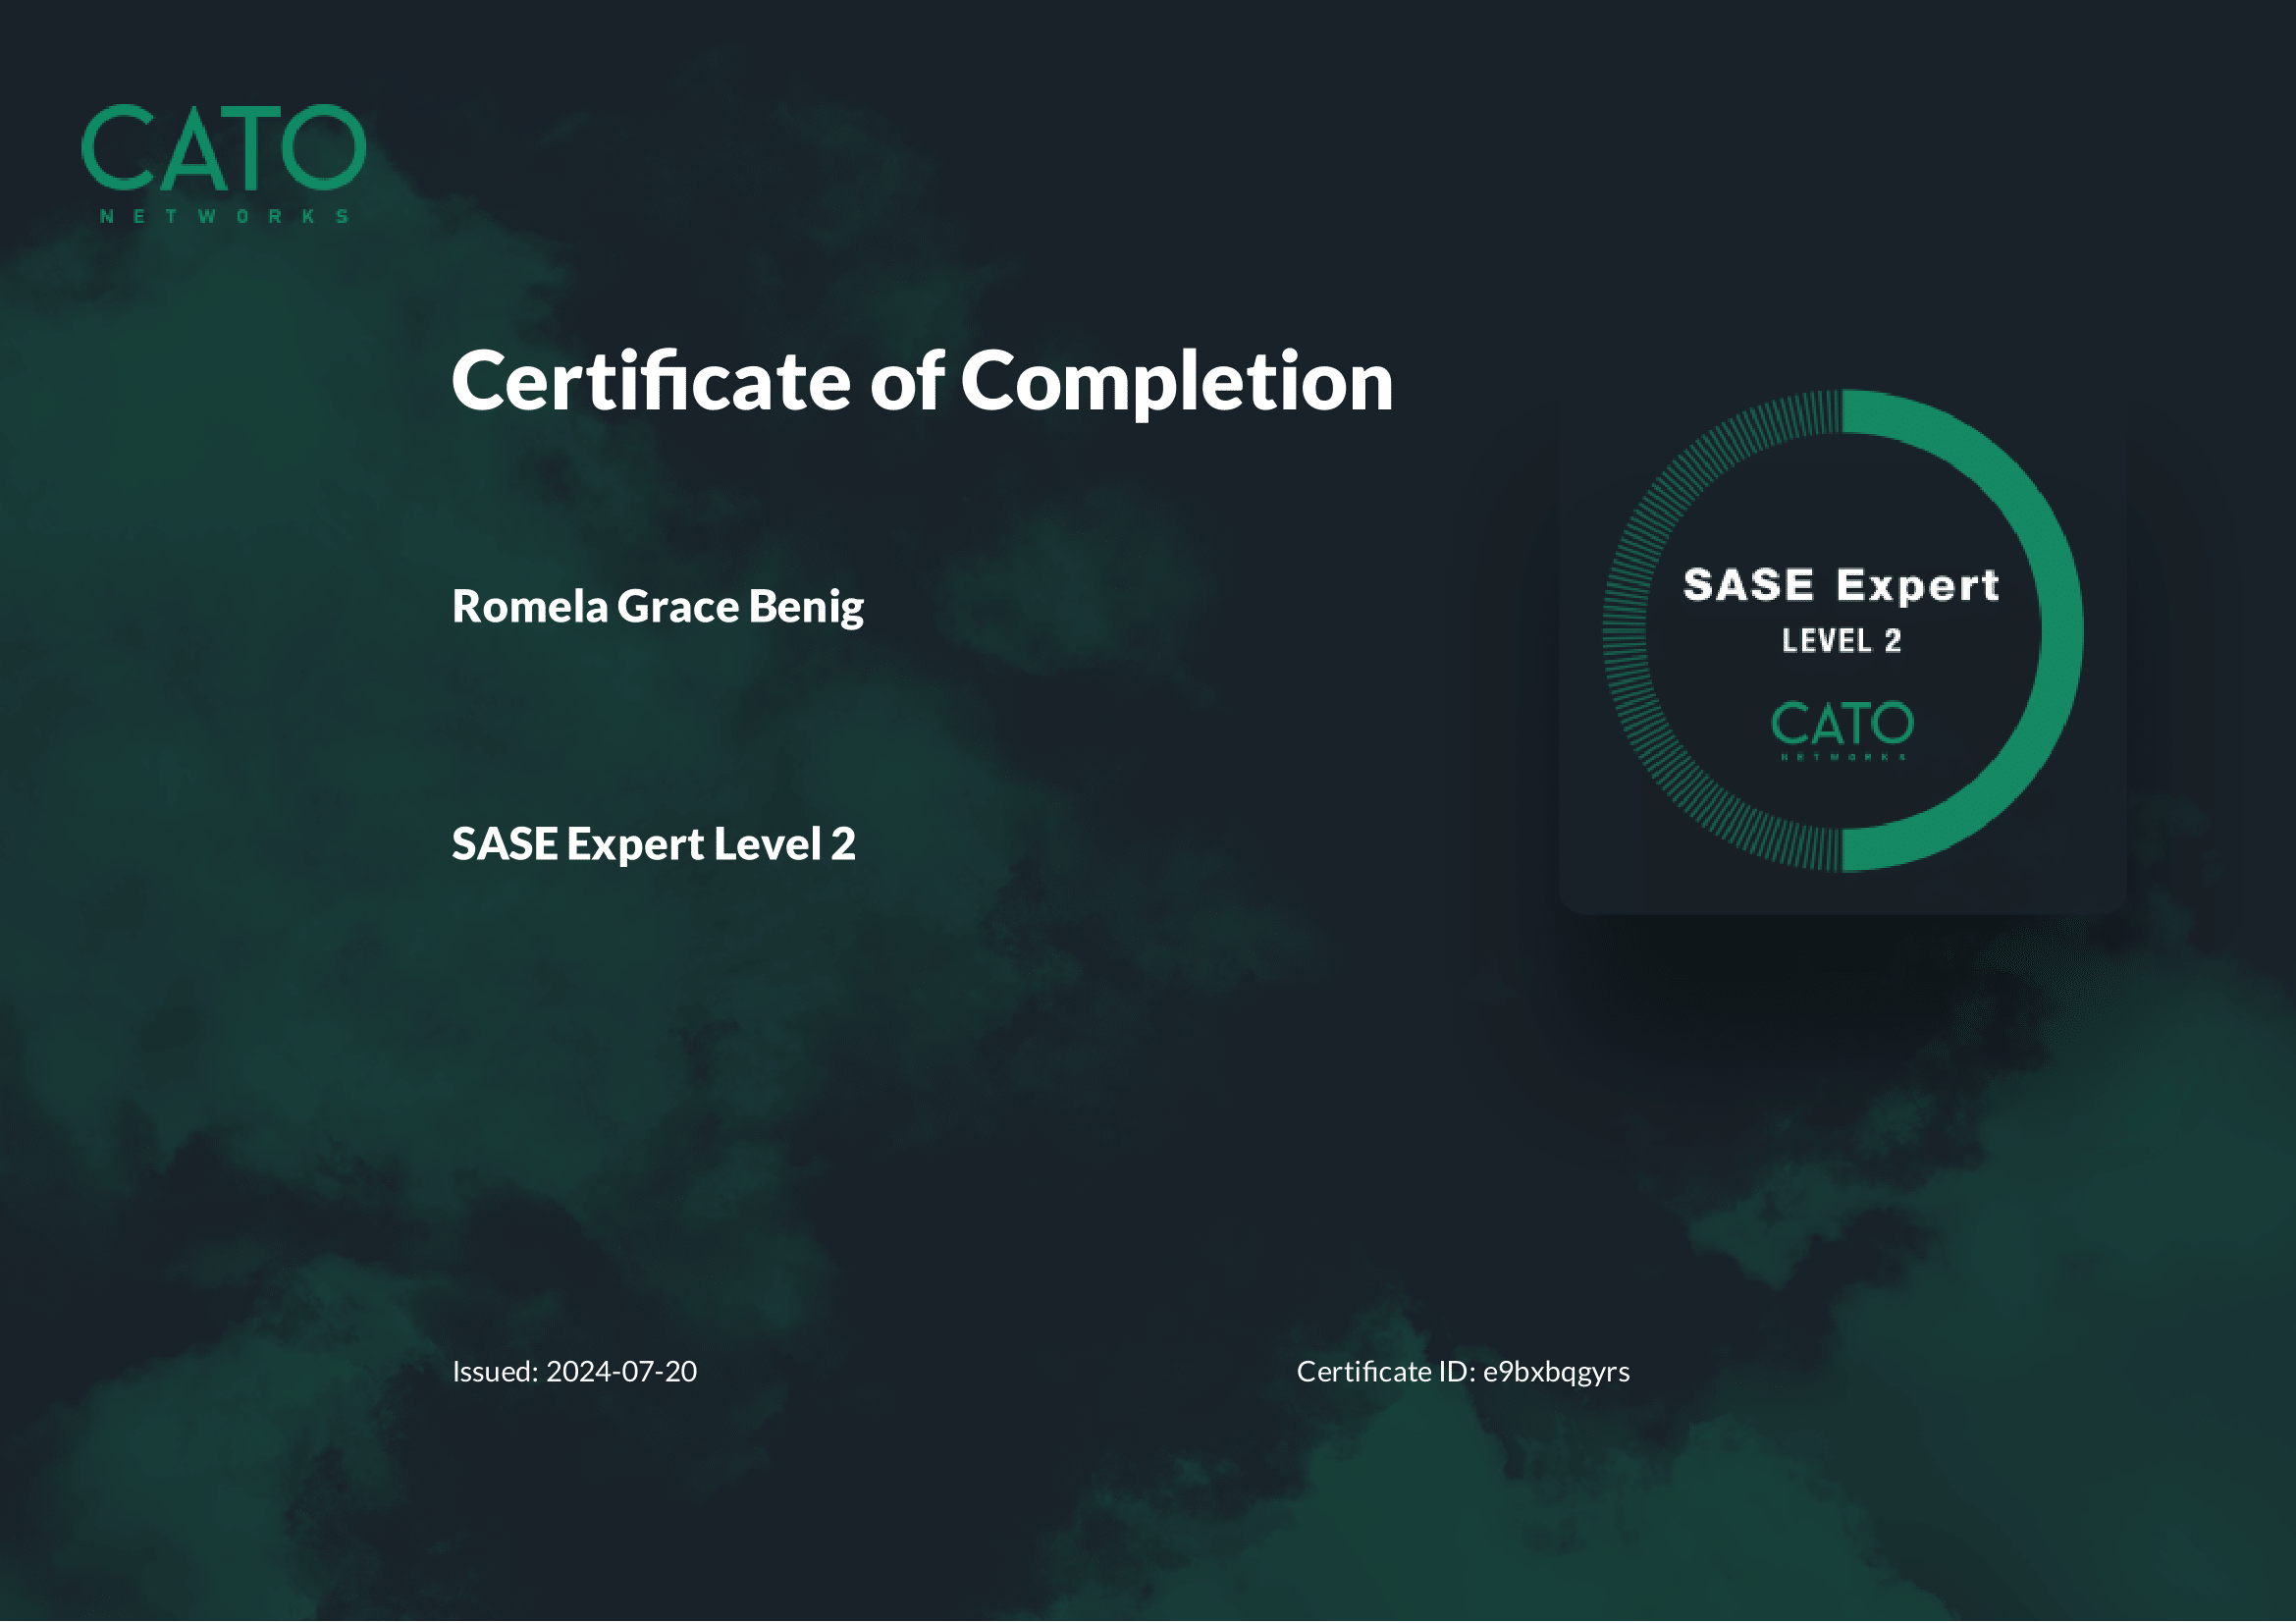 CATO
NETWORKS
Certificate of Completion
Romela Grace Benig
SASE Expert Level 2
SASE Expert
LEVEL 2
CATO
NETWORKS
Issued: 2024-07-20
Certificate ID: e9bxbqgyrs